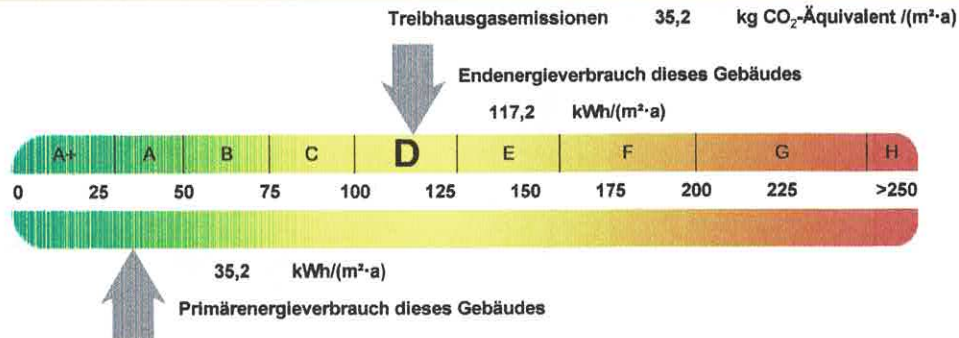 Treibhausgasemissionen 35,2 kg CO₂-Äquivalent /(m²·a)
Endenergieverbrauch dieses Gebäudes
117,2 kWh/(m²·a)
A+ A B C D E F G H
0 25 50 75 100 125 150 175 200 225 >250
35,2 kWh/(m²·a)
Primärenergieverbrauch dieses Gebäudes